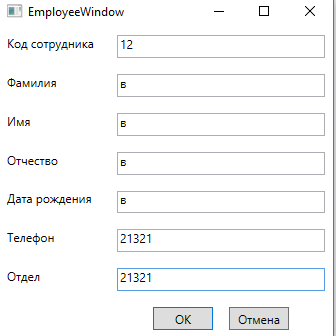 EmployeeWindow
Код сотрудника 12
Фамилия в
Имя в
Отчество в
Дата рождения в
Телефон 21321
Отдел 21321
OK Отмена